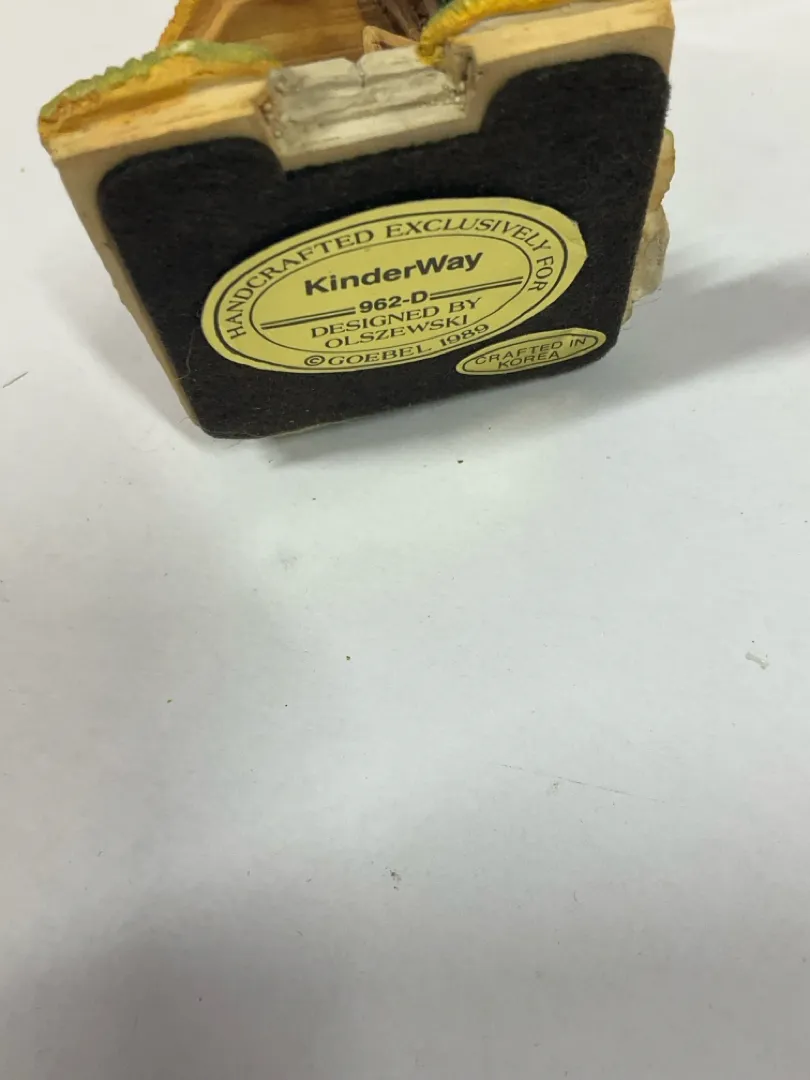 HANDCRAFTED EXCLUSIVELY FOR
KinderWay
962-D
DESIGNED BY
OLSZEWSKI
©GOEBEL 1989
CRAFTED IN
KOREA